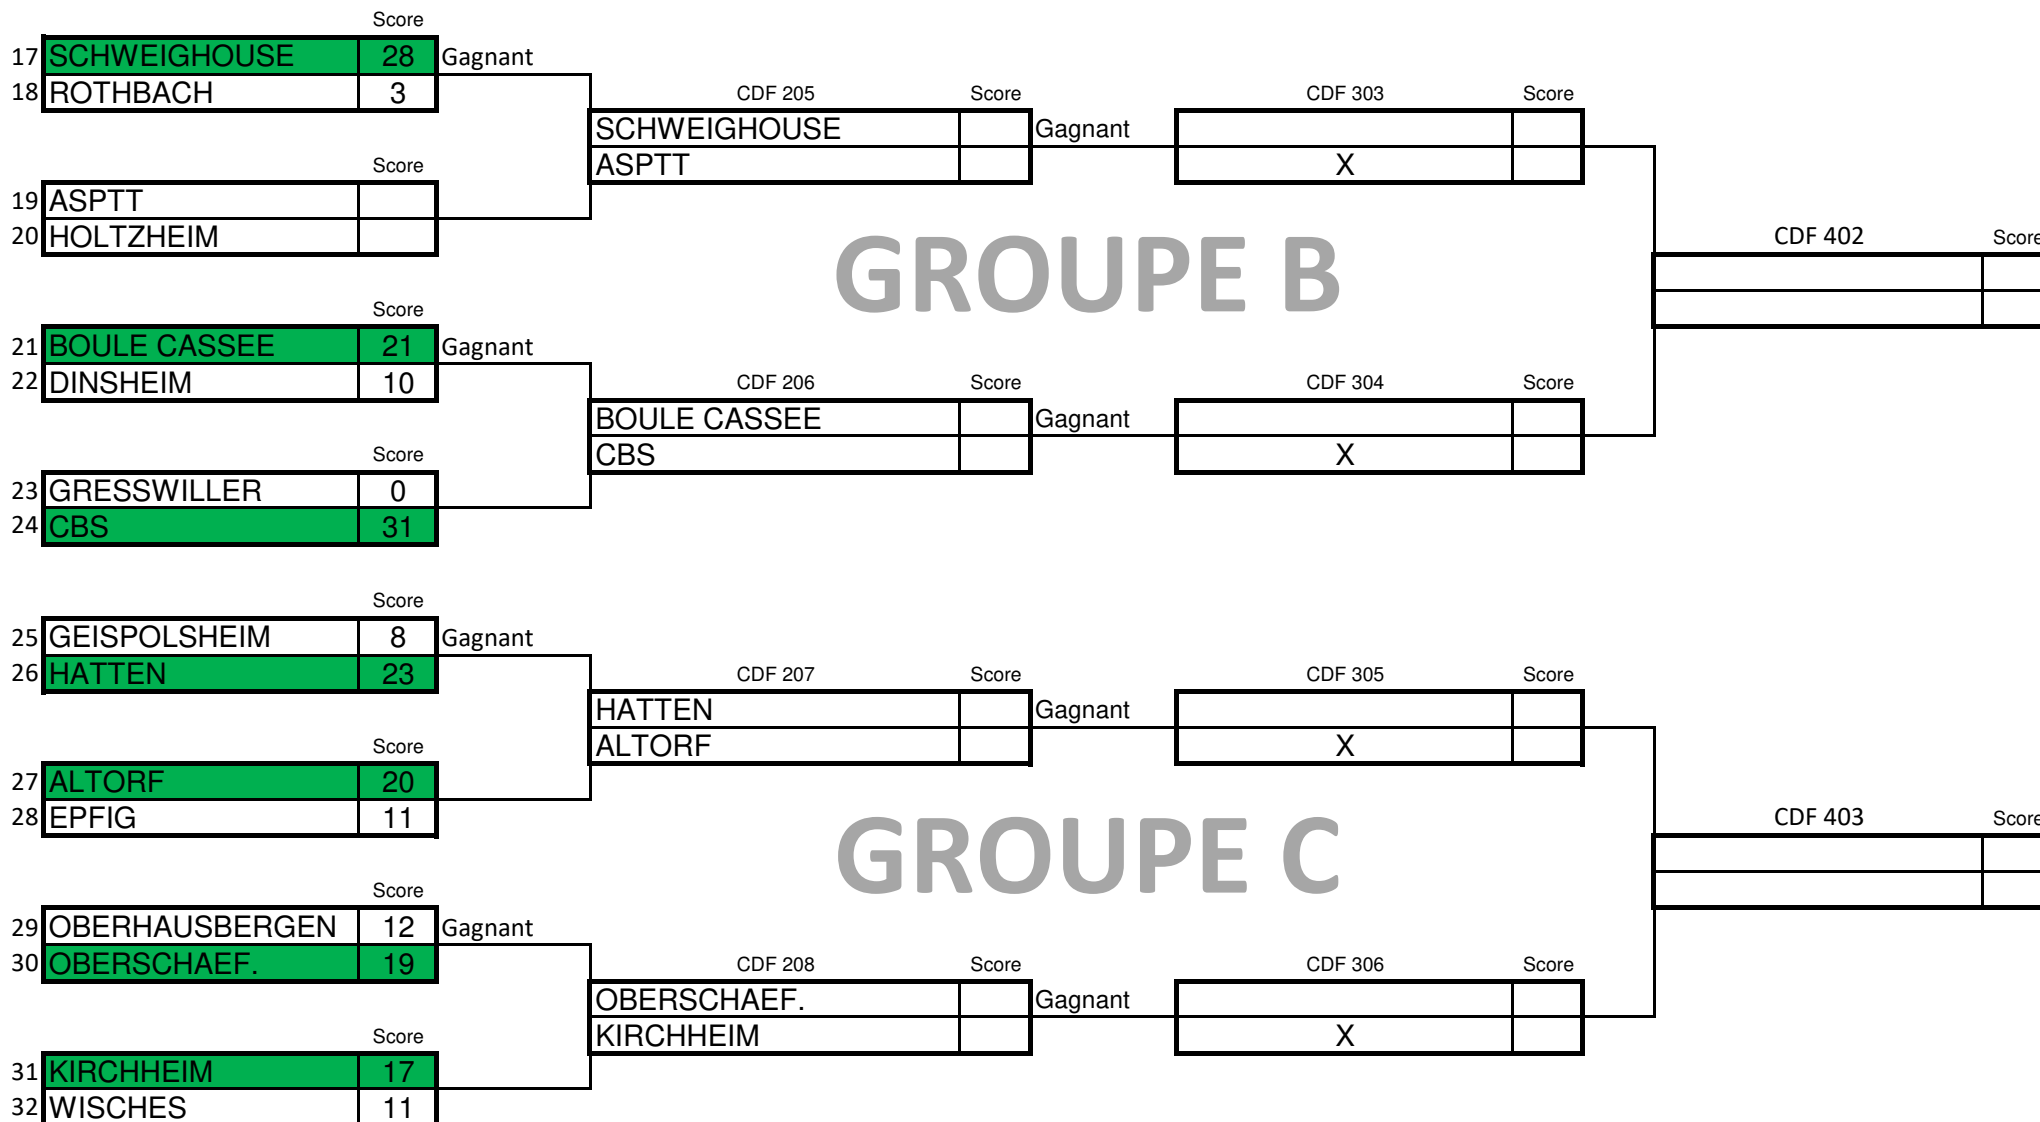 Score
17 SCHWEIGHOUSE 28 Gagnant
18 ROTHBACH 3
CDF 205 Score
CDF 303 Score
SCHWEIGHOUSE Gagnant
ASPTT
X
Score
19 ASPTT
20 HOLTZHEIM
GROUPE B
CDF 402 Score
Score
21 BOULE CASSEE 21 Gagnant
22 DINSHEIM 10
CDF 206 Score
CDF 304 Score
BOULE CASSEE Gagnant
CBS
X
Score
23 GRESSWILLER 0
24 CBS 31
Score
25 GEISPOLSHEIM 8 Gagnant
26 HATTEN 23
CDF 207 Score
CDF 305 Score
HATTEN Gagnant
ALTORF
X
Score
27 ALTORF 20
28 EPFIG 11
GROUPE C
CDF 403 Score
Score
29 OBERHAUSBERGEN 12 Gagnant
30 OBERSCHAEF. 19
CDF 208 Score
CDF 306 Score
OBERSCHAEF. Gagnant
KIRCHHEIM
X
Score
31 KIRCHHEIM 17
32 WISCHES 11